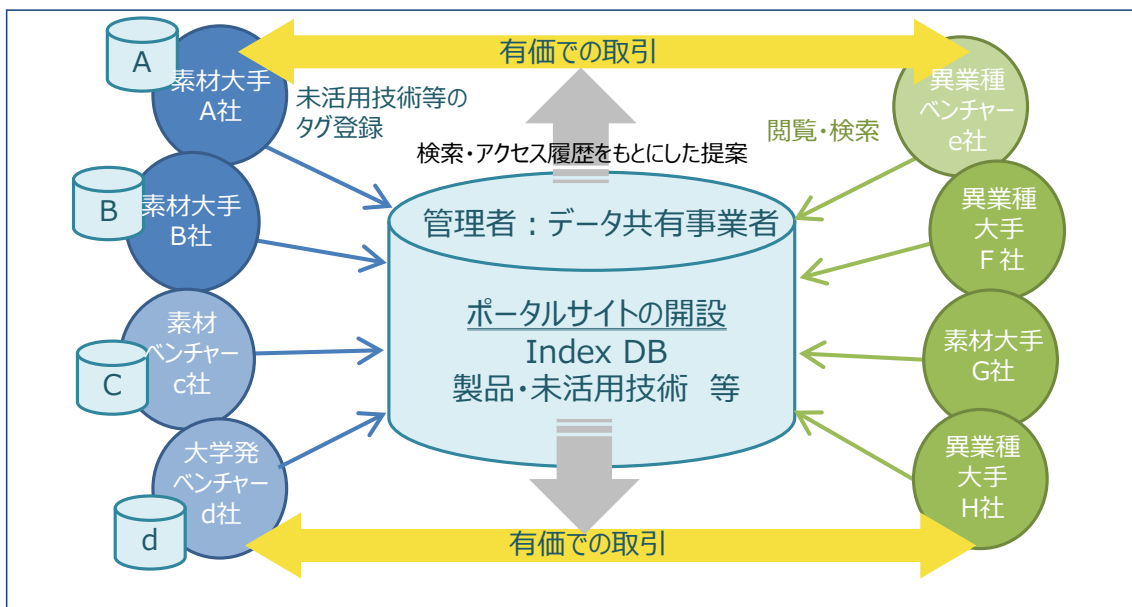 有価での取引
A
素材大手
A社
未活用技術等の
タグ登録
検索・アクセス履歴をもとにした提案
閲覧・検索
異業種
ベンチャー
e社
B
素材大手
B社
管理者：データ共有事業者
異業種
大手
Ｆ社
ポータルサイトの開設
Index DB
製品・未活用技術 等
素材
ベンチャー
c社
C
素材大手
G社
大学発
ベンチャー
d社
d
異業種
大手
H社
有価での取引